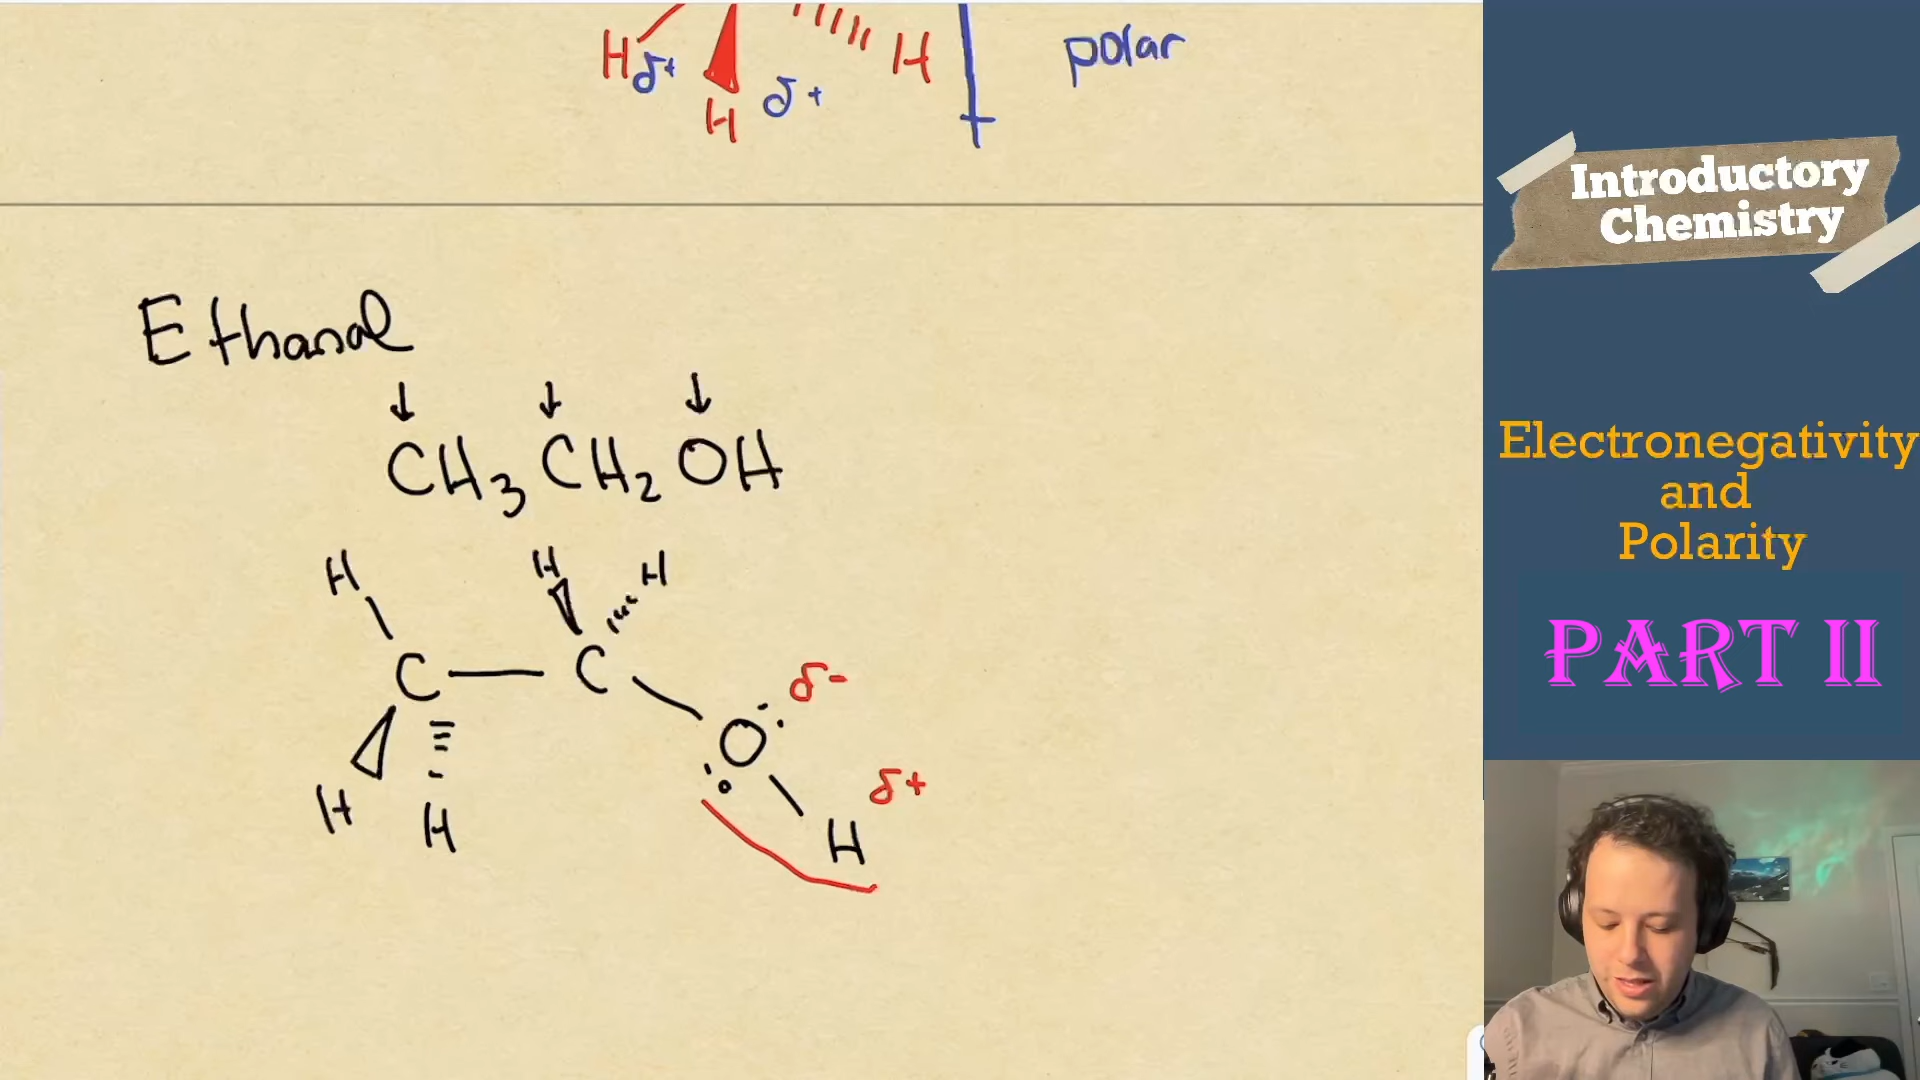 H δ+ H δ+ H polar
Ethanol
↓ ↓ ↓
CH₃CH₂OH
H H H
C — C δ-
O
δ+
H H H
Introductory
Chemistry
Electronegativity
and
Polarity
PART II